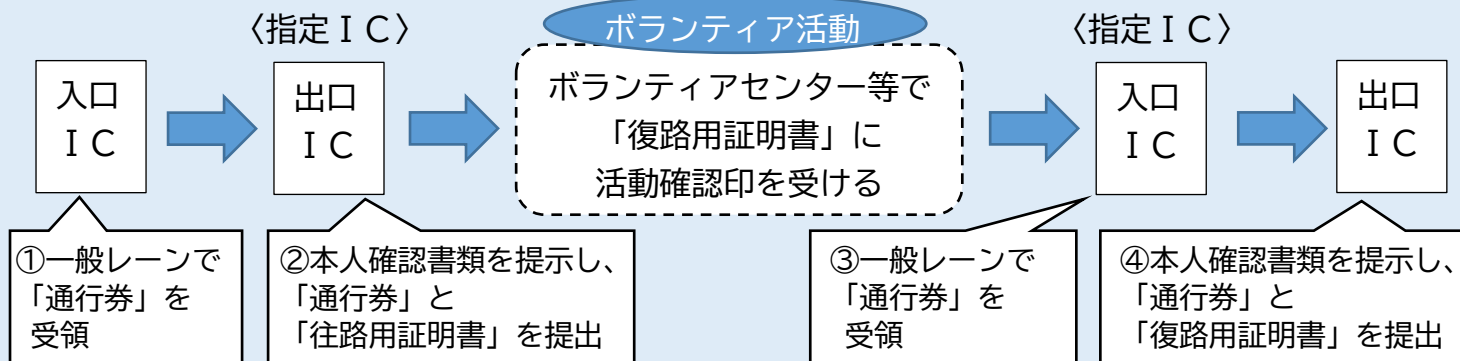 〈指定ＩＣ〉
ボランティア活動
〈指定ＩＣ〉
入口
ＩＣ
出口
ＩＣ
ボランティアセンター等で
「復路用証明書」に
活動確認印を受ける
入口
ＩＣ
出口
ＩＣ
①一般レーンで
「通行券」を
受領
②本人確認書類を提示し、
「通行券」と
「往路用証明書」を提出
③一般レーンで
「通行券」を
受領
④本人確認書類を提示し、
「通行券」と
「復路用証明書」を提出